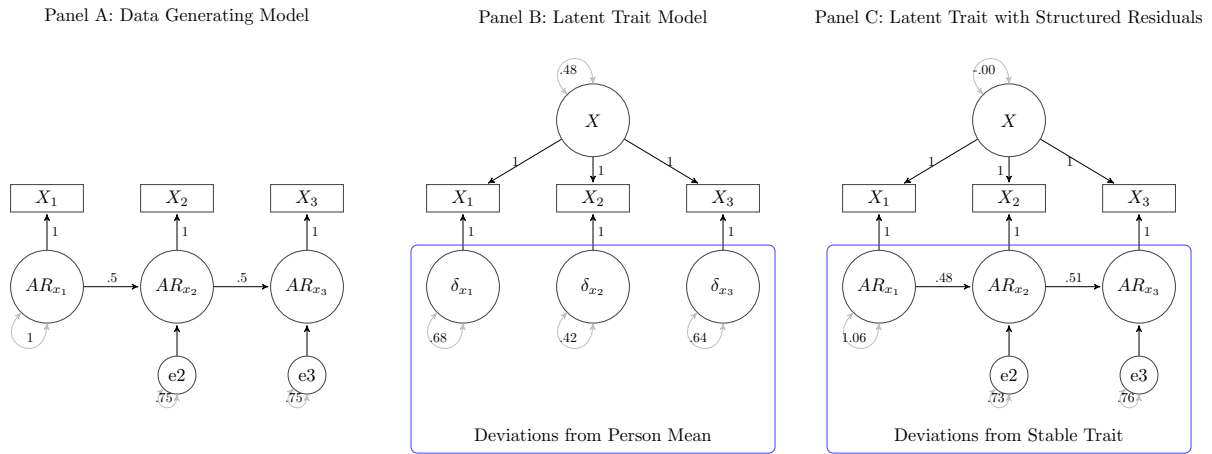 Panel A: Data Generating Model
Panel B: Latent Trait Model
Panel C: Latent Trait with Structured Residuals
X₁
X₂
X₃
1
1
1
ARₓ₁
.5
ARₓ₂
.5
ARₓ₃
1
e2
.75
e3
.75
.48
X
1
1
1
X₁
X₂
X₃
1
1
1
δₓ₁
δₓ₂
δₓ₃
.68
.42
.64
Deviations from Person Mean
-.00
X
1
1
1
X₁
X₂
X₃
1
1
1
ARₓ₁
.48
ARₓ₂
.51
ARₓ₃
1.06
e2
.73
e3
.76
Deviations from Stable Trait